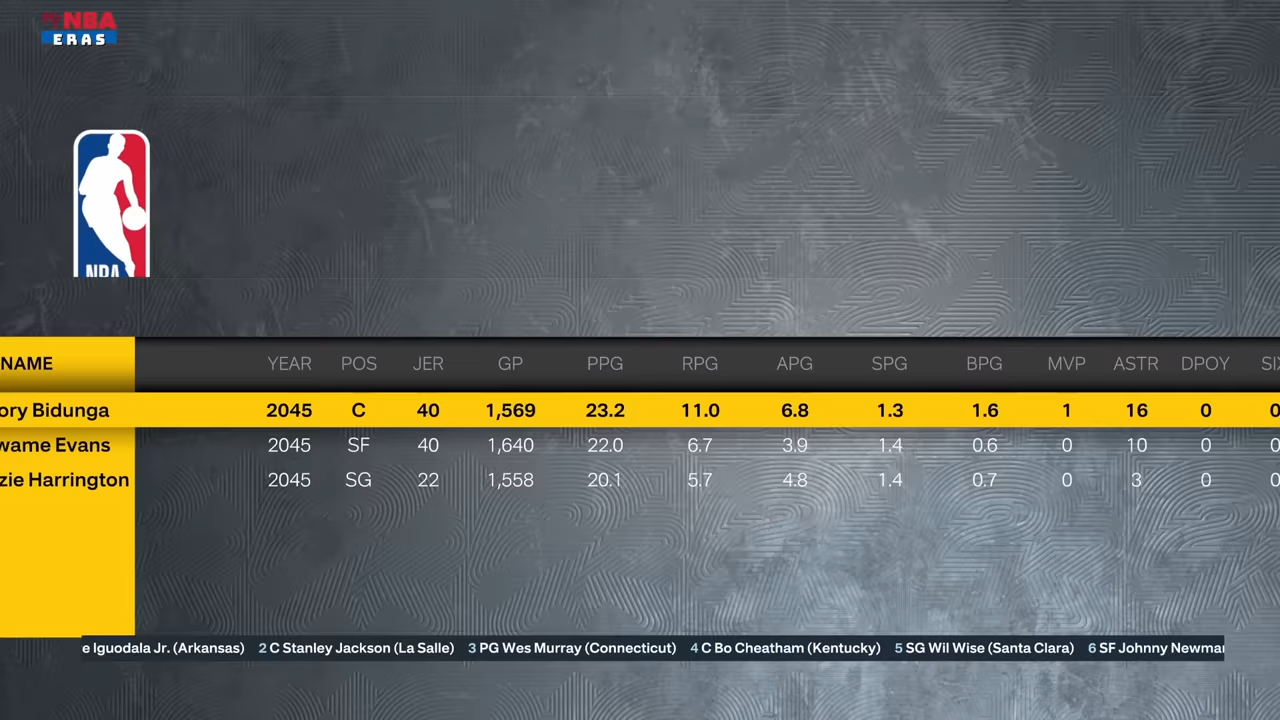 NBA
ERAS
NBA
NAME YEAR POS JER GP PPG RPG APG SPG BPG MVP ASTR DPOY SIX
ory Bidunga 2045 C 40 1,569 23.2 11.0 6.8 1.3 1.6 1 16 0 0
wame Evans 2045 SF 40 1,640 22.0 6.7 3.9 1.4 0.6 0 10 0 0
zie Harrington 2045 SG 22 1,558 20.1 5.7 4.8 1.4 0.7 0 3 0 0
e Iguodala Jr. (Arkansas) 2 C Stanley Jackson (La Salle) 3 PG Wes Murray (Connecticut) 4 C Bo Cheatham (Kentucky) 5 SG Wil Wise (Santa Clara) 6 SF Johnny Newma